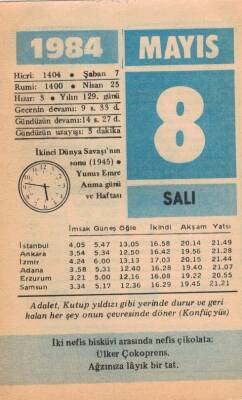 1984
MAYIS
Hicri: 1404 • Şaban 7
Rumi: 1400 • Nisan 25
Hızır: 3 • Yılın 129. günü
Gecenin devamı: 9 s. 33 d.
Gündüzün devamı: 14 s. 27 d.
Gündüzün uzayışı: 3 dakika
8
SALI
İkinci Dünya Savaşı'nın
sonu (1945) •
Yunus Emre
Anma günü
ve Haftası
İmsak Güneş Öğle İkindi Akşam Yatsı
İstanbul 4.05 5.47 13.05 16.58 20.14 21.49
Ankara 3.54 5.34 12.50 16.42 19.56 21.28
İzmir 4.24 6.00 13.13 17.03 20.15 21.44
Adana 3.58 5.31 12.40 16.28 19.40 21.07
Erzurum 3.21 5.00 12.16 16.08 19.22 20.55
Samsun 3.34 5.17 12.36 16.29 19.45 21.21
Adalet, Kutup yıldızı gibi yerinde durur ve geri
kalan her şey onun çevresinde döner (Konfüçyüs)
İki nefis bisküvi arasında nefis çikolata:
Ülker Çokoprens.
Ağzınıza lâyık bir tat.